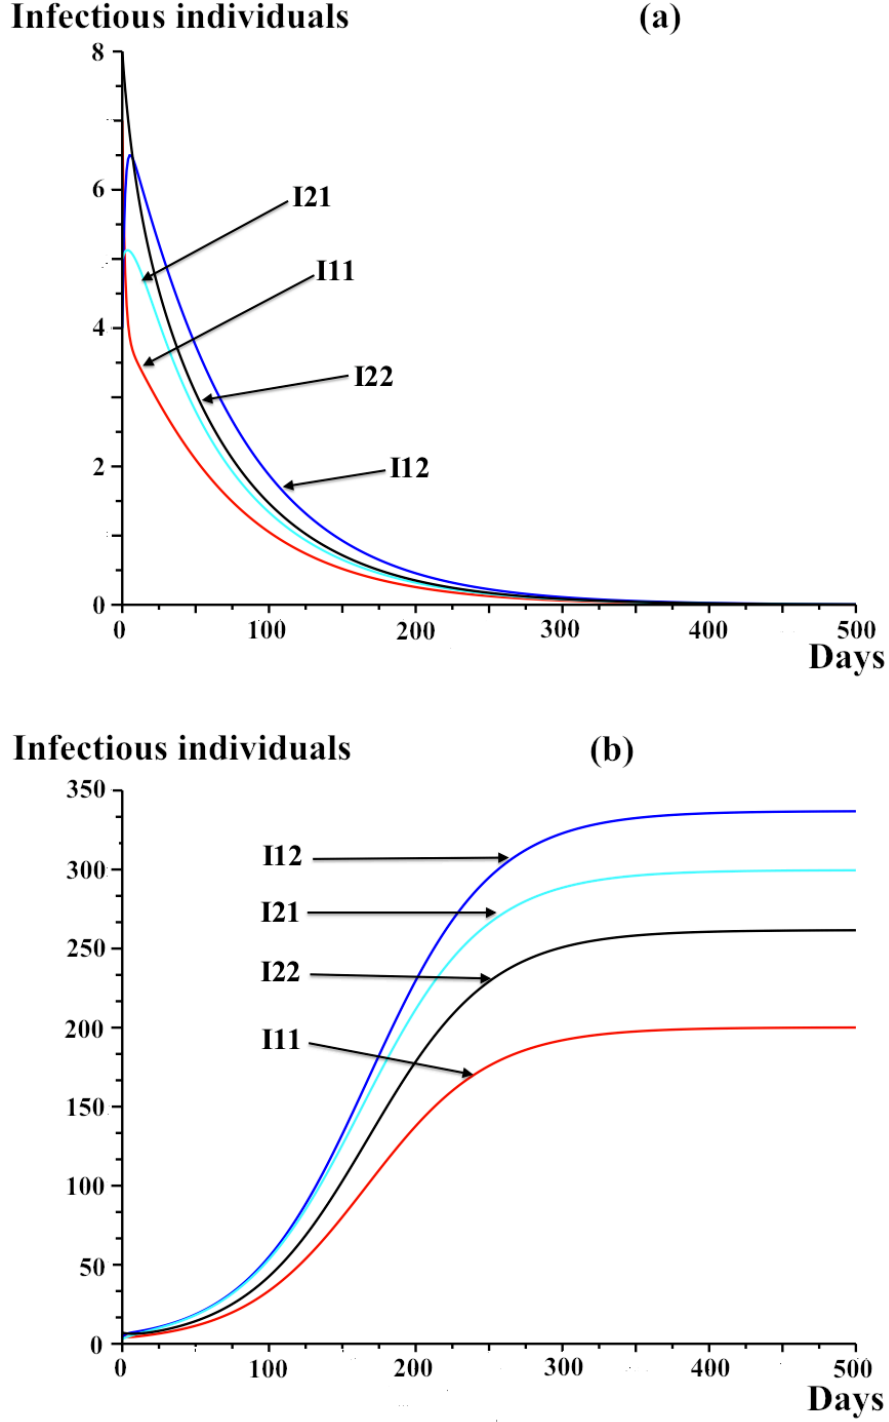 Infectious individuals (a)
8
I21
6
I11
4
I22
2
I12
0
0 100 200 300 400 500
Days
Infectious individuals (b)
350
I12
300
I21
250
I22
200
I11
150
100
50
0
0 100 200 300 400 500
Days